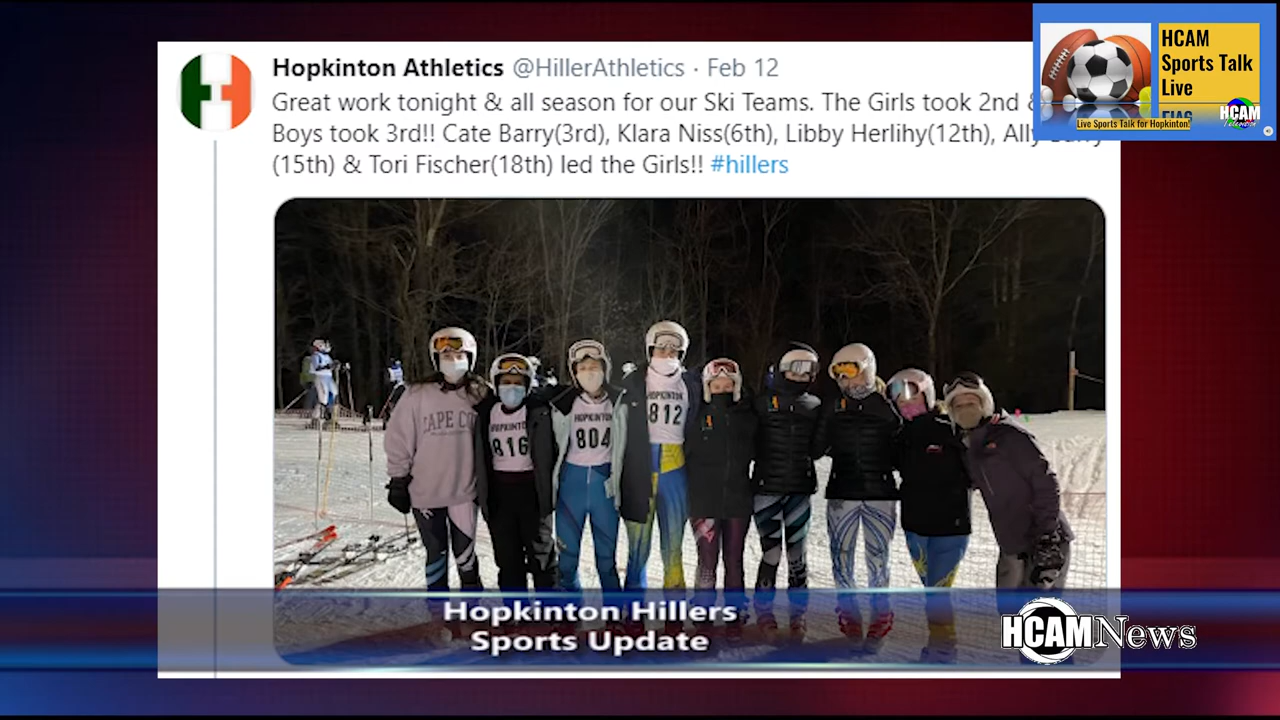 Hopkinton Athletics @HillerAthletics · Feb 12
Great work tonight & all season for our Ski Teams. The Girls took 2nd &
Boys took 3rd!! Cate Barry(3rd), Klara Niss(6th), Libby Herlihy(12th), Ally
(15th) & Tori Fischer(18th) led the Girls!! #hillers
HCAM
Sports Talk
Live
Live Sports Talk for Hopkinton!
HCAM
Television
CAPE CO
HOPKINTON
816
HOPKINTON
804
HOPKINTON
812
Hopkinton Hillers
Sports Update
HCAMNews